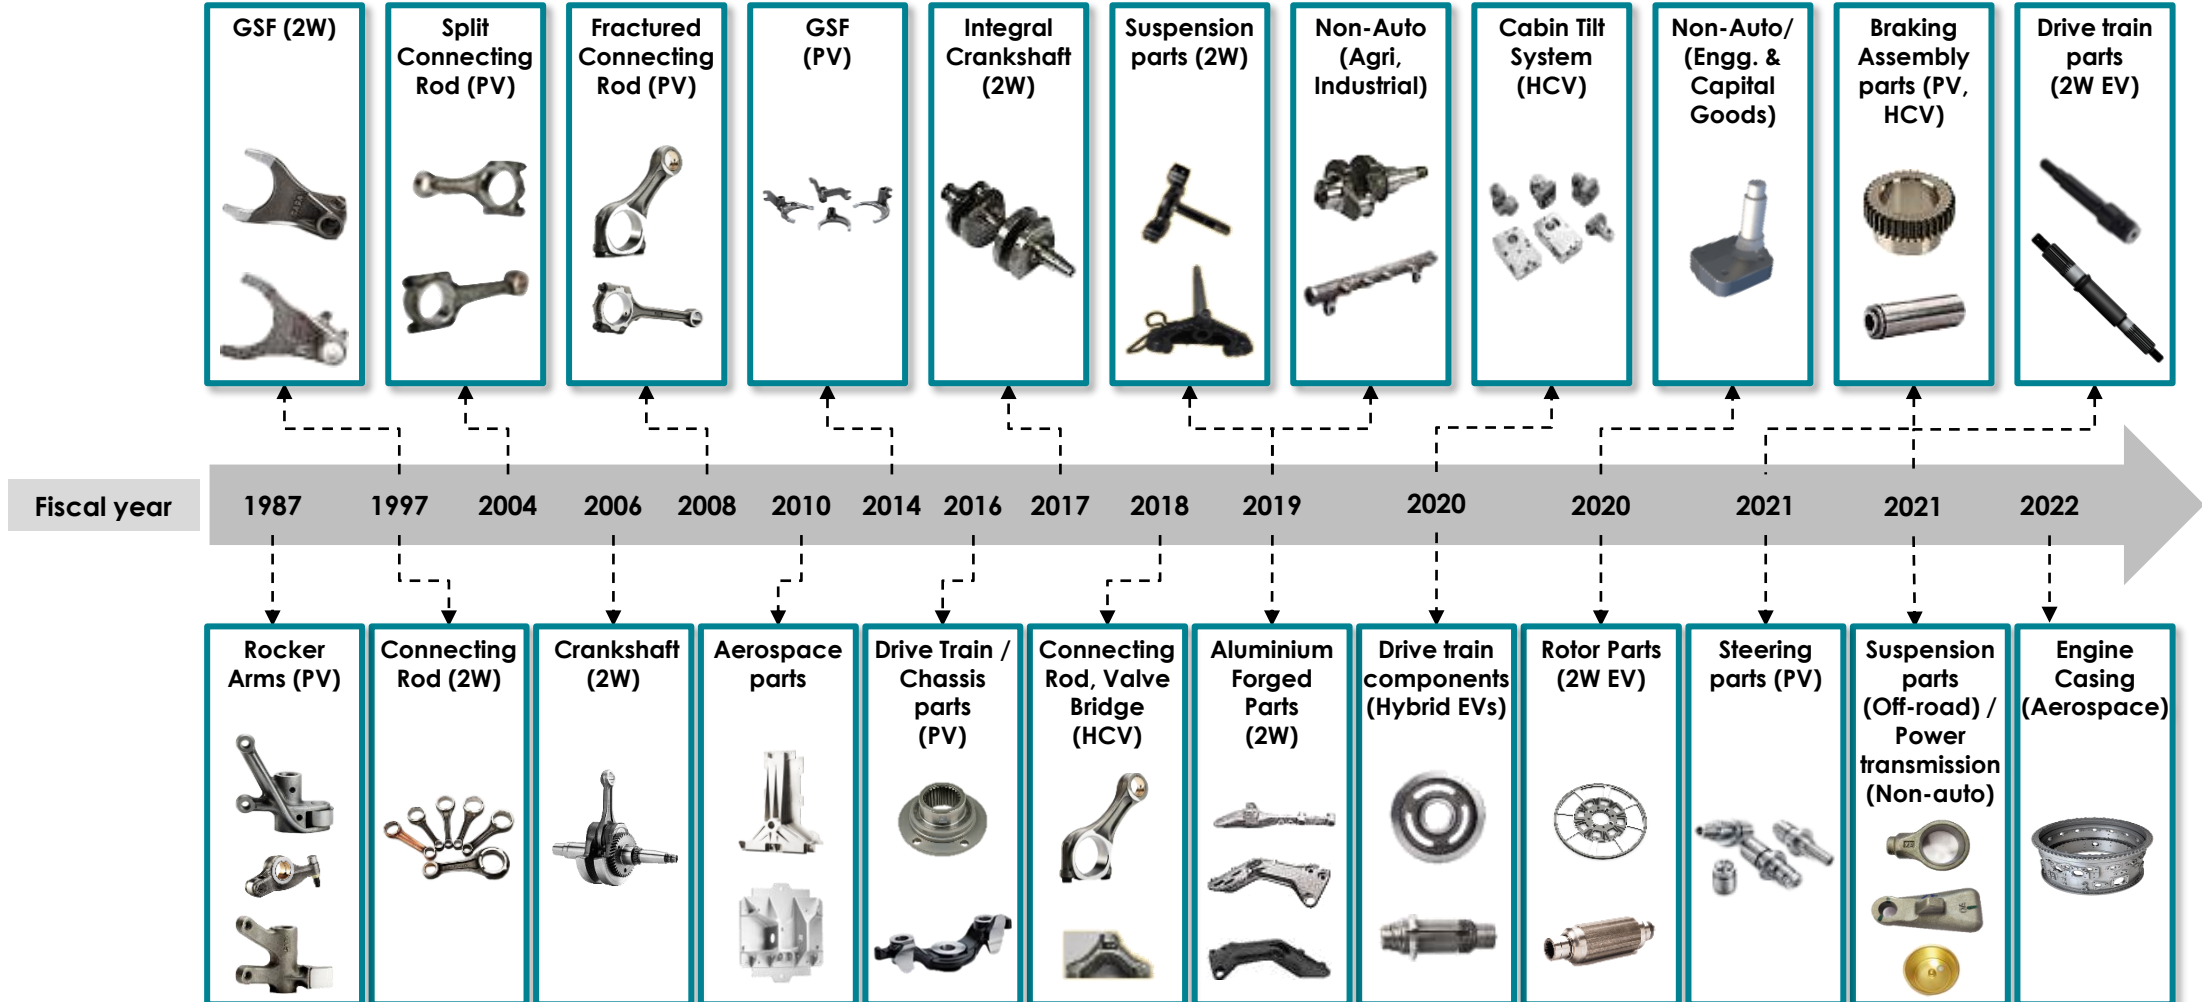 GSF (2W)
Split
Connecting
Rod (PV)
Fractured
Connecting
Rod (PV)
GSF
(PV)
Integral
Crankshaft
(2W)
Suspension
parts (2W)
Non-Auto
(Agri,
Industrial)
Cabin Tilt
System
(HCV)
Non-Auto/
(Engg. &
Capital
Goods)
Braking
Assembly
parts (PV,
HCV)
Drive train
parts
(2W EV)
Fiscal year
1987
1997
2004
2006
2008
2010
2014
2016
2017
2018
2019
2020
2020
2021
2021
2022
Rocker
Arms (PV)
Connecting
Rod (2W)
Crankshaft
(2W)
Aerospace
parts
Drive Train /
Chassis
parts
(PV)
Connecting
Rod, Valve
Bridge
(HCV)
Aluminium
Forged
Parts
(2W)
Drive train
components
(Hybrid EVs)
Rotor Parts
(2W EV)
Steering
parts (PV)
Suspension
parts
(Off-road) /
Power
transmission
(Non-auto)
Engine
Casing
(Aerospace)